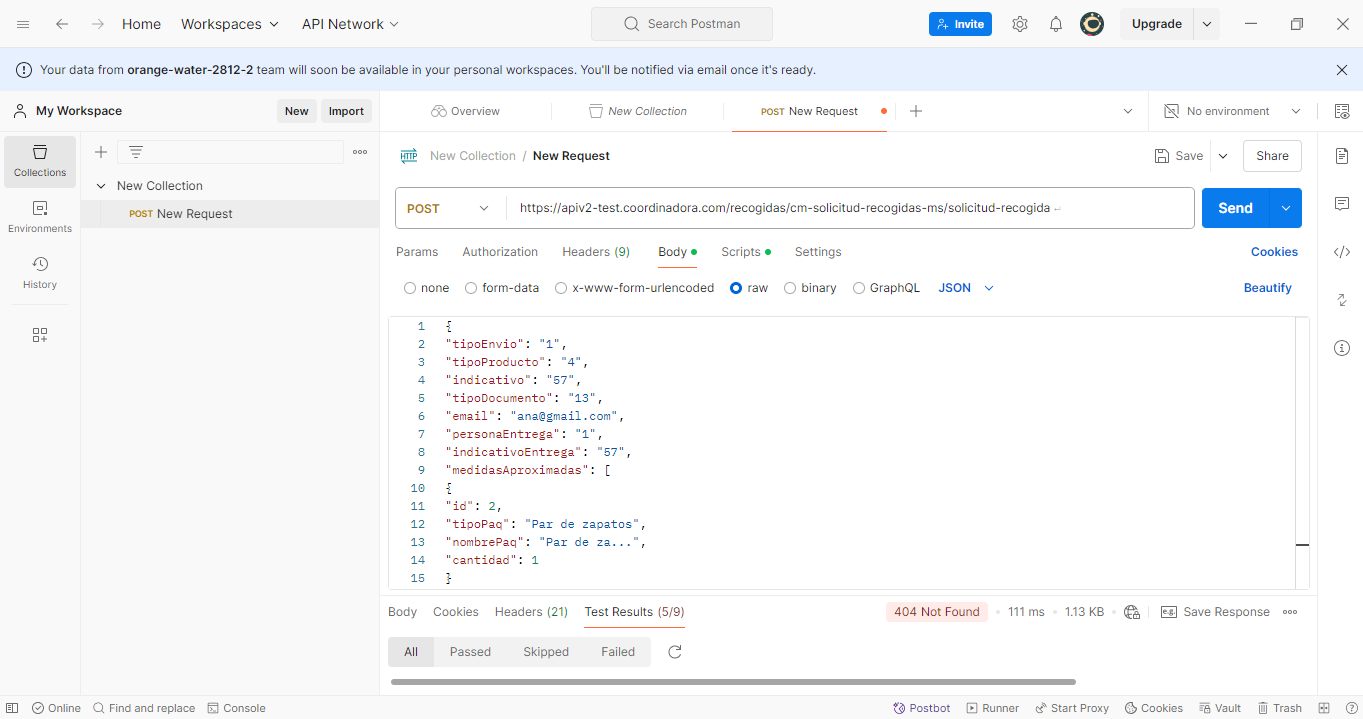 Home Workspaces API Network Search Postman Invite Upgrade
Your data from orange-water-2812-2 team will soon be available in your personal workspaces. You'll be notified via email once it's ready.
My Workspace New Import Overview New Collection POST New Request No environment
Collections
Environments
History
New Collection
POST New Request
HTTP New Collection / New Request Save Share
POST https://apiv2-test.coordinadora.com/recogidas/cm-solicitud-recogidas-ms/solicitud-recogida Send
Params Authorization Headers (9) Body Scripts Settings Cookies
none form-data x-www-form-urlencoded raw binary GraphQL JSON Beautify
1 {
2 "tipoEnvio": "1",
3 "tipoProducto": "4",
4 "indicativo": "57",
5 "tipoDocumento": "13",
6 "email": "ana@gmail.com",
7 "personaEntrega": "1",
8 "indicativoEntrega": "57",
9 "medidasAproximadas": [
10 {
11 "id": 2,
12 "tipoPaq": "Par de zapatos",
13 "nombrePaq": "Par de za...",
14 "cantidad": 1
15 }
Body Cookies Headers (21) Test Results (5/9) 404 Not Found 111 ms 1.13 KB e.g. Save Response
All Passed Skipped Failed
Online Find and replace Console Postbot Runner Start Proxy Cookies Vault Trash